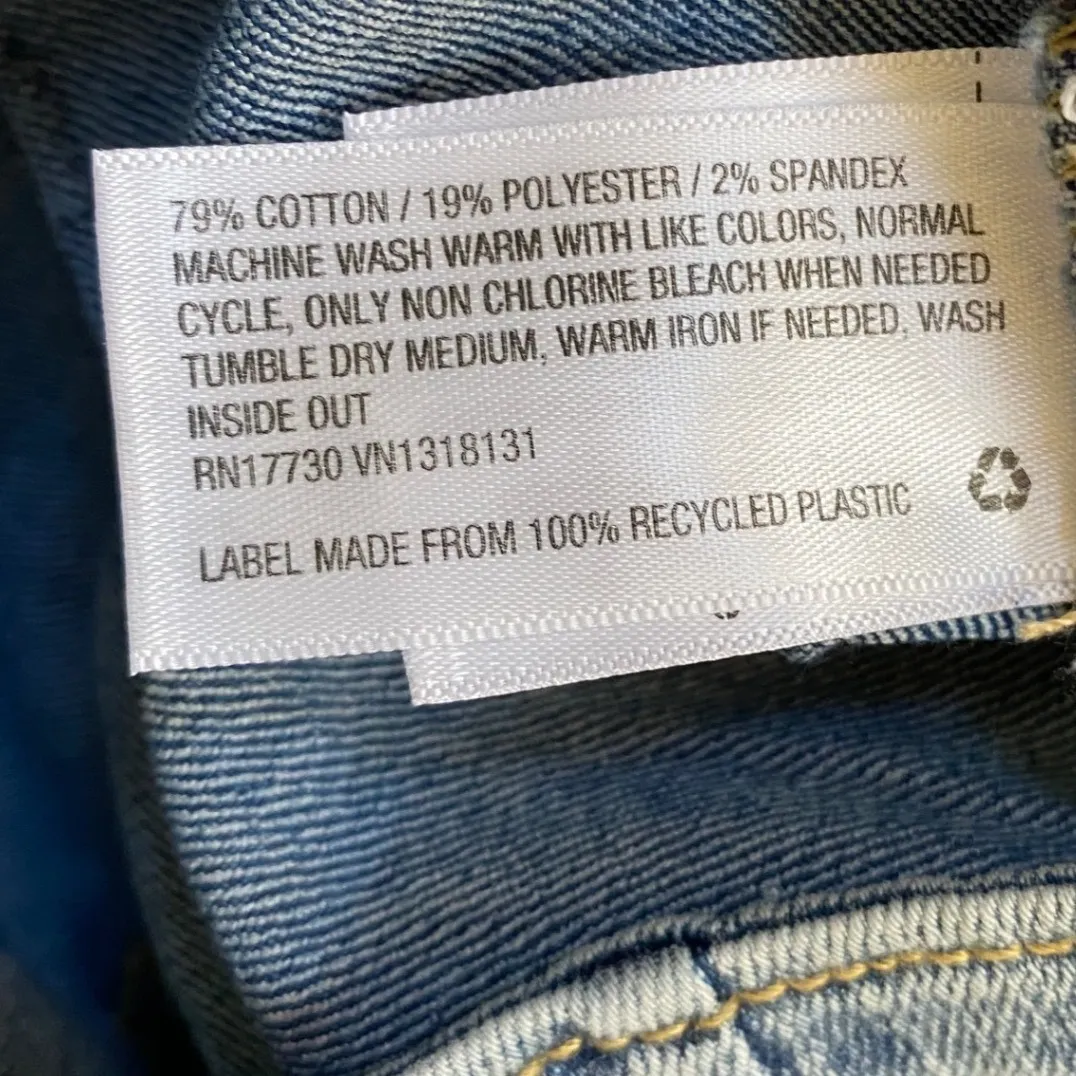 79% COTTON / 19% POLYESTER / 2% SPANDEX
MACHINE WASH WARM WITH LIKE COLORS, NORMAL
CYCLE, ONLY NON CHLORINE BLEACH WHEN NEEDED
TUMBLE DRY MEDIUM, WARM IRON IF NEEDED, WASH
INSIDE OUT
RN17730 VN1318131
LABEL MADE FROM 100% RECYCLED PLASTIC